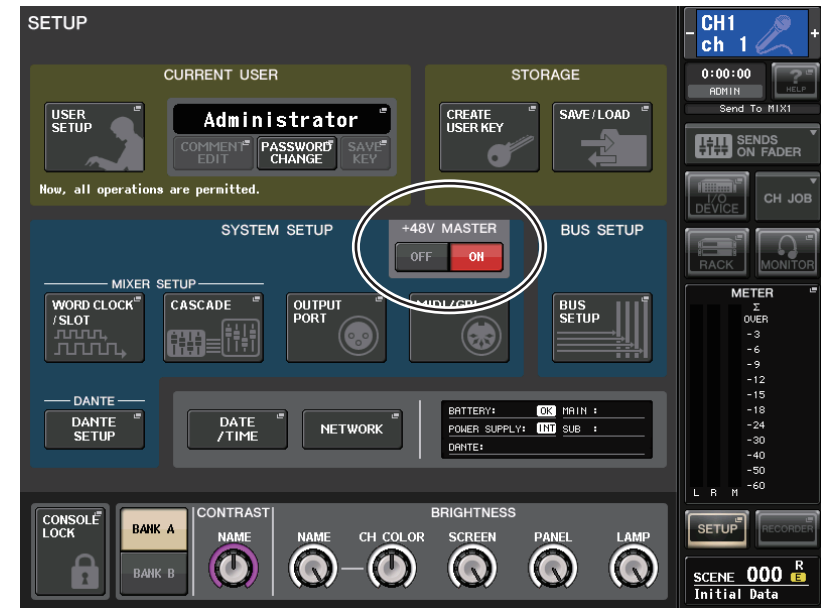 SETUP
CURRENT USER
USER
SETUP
Administrator
COMMENT
EDIT
PASSWORD
CHANGE
SAVE
KEY
Now, all operations are permitted.
STORAGE
CREATE
USER KEY
SAVE/LOAD
SYSTEM SETUP
+48V MASTER
OFF
ON
BUS SETUP
MIXER SETUP
WORD CLOCK
/SLOT
CASCADE
OUTPUT
PORT
MIDI/GPI
BUS
SETUP
DANTE
DANTE
SETUP
DATE
/TIME
NETWORK
BATTERY: OK MAIN :
POWER SUPPLY: INT SUB :
DANTE:
CONSOLE
LOCK
BANK A
BANK B
CONTRAST
NAME
BRIGHTNESS
NAME
CH COLOR
SCREEN
PANEL
LAMP
- CH1 +
ch 1
0:00:00
ADMIN
?
HELP
Send To MIX1
SENDS
ON FADER
I/O
DEVICE
CH JOB
RACK
MONITOR
METER
Σ
OVER
-3
-6
-9
-12
-15
-18
-24
-30
-40
-50
-60
L R M
SETUP
RECORDER
SCENE 000 R
E
Initial Data